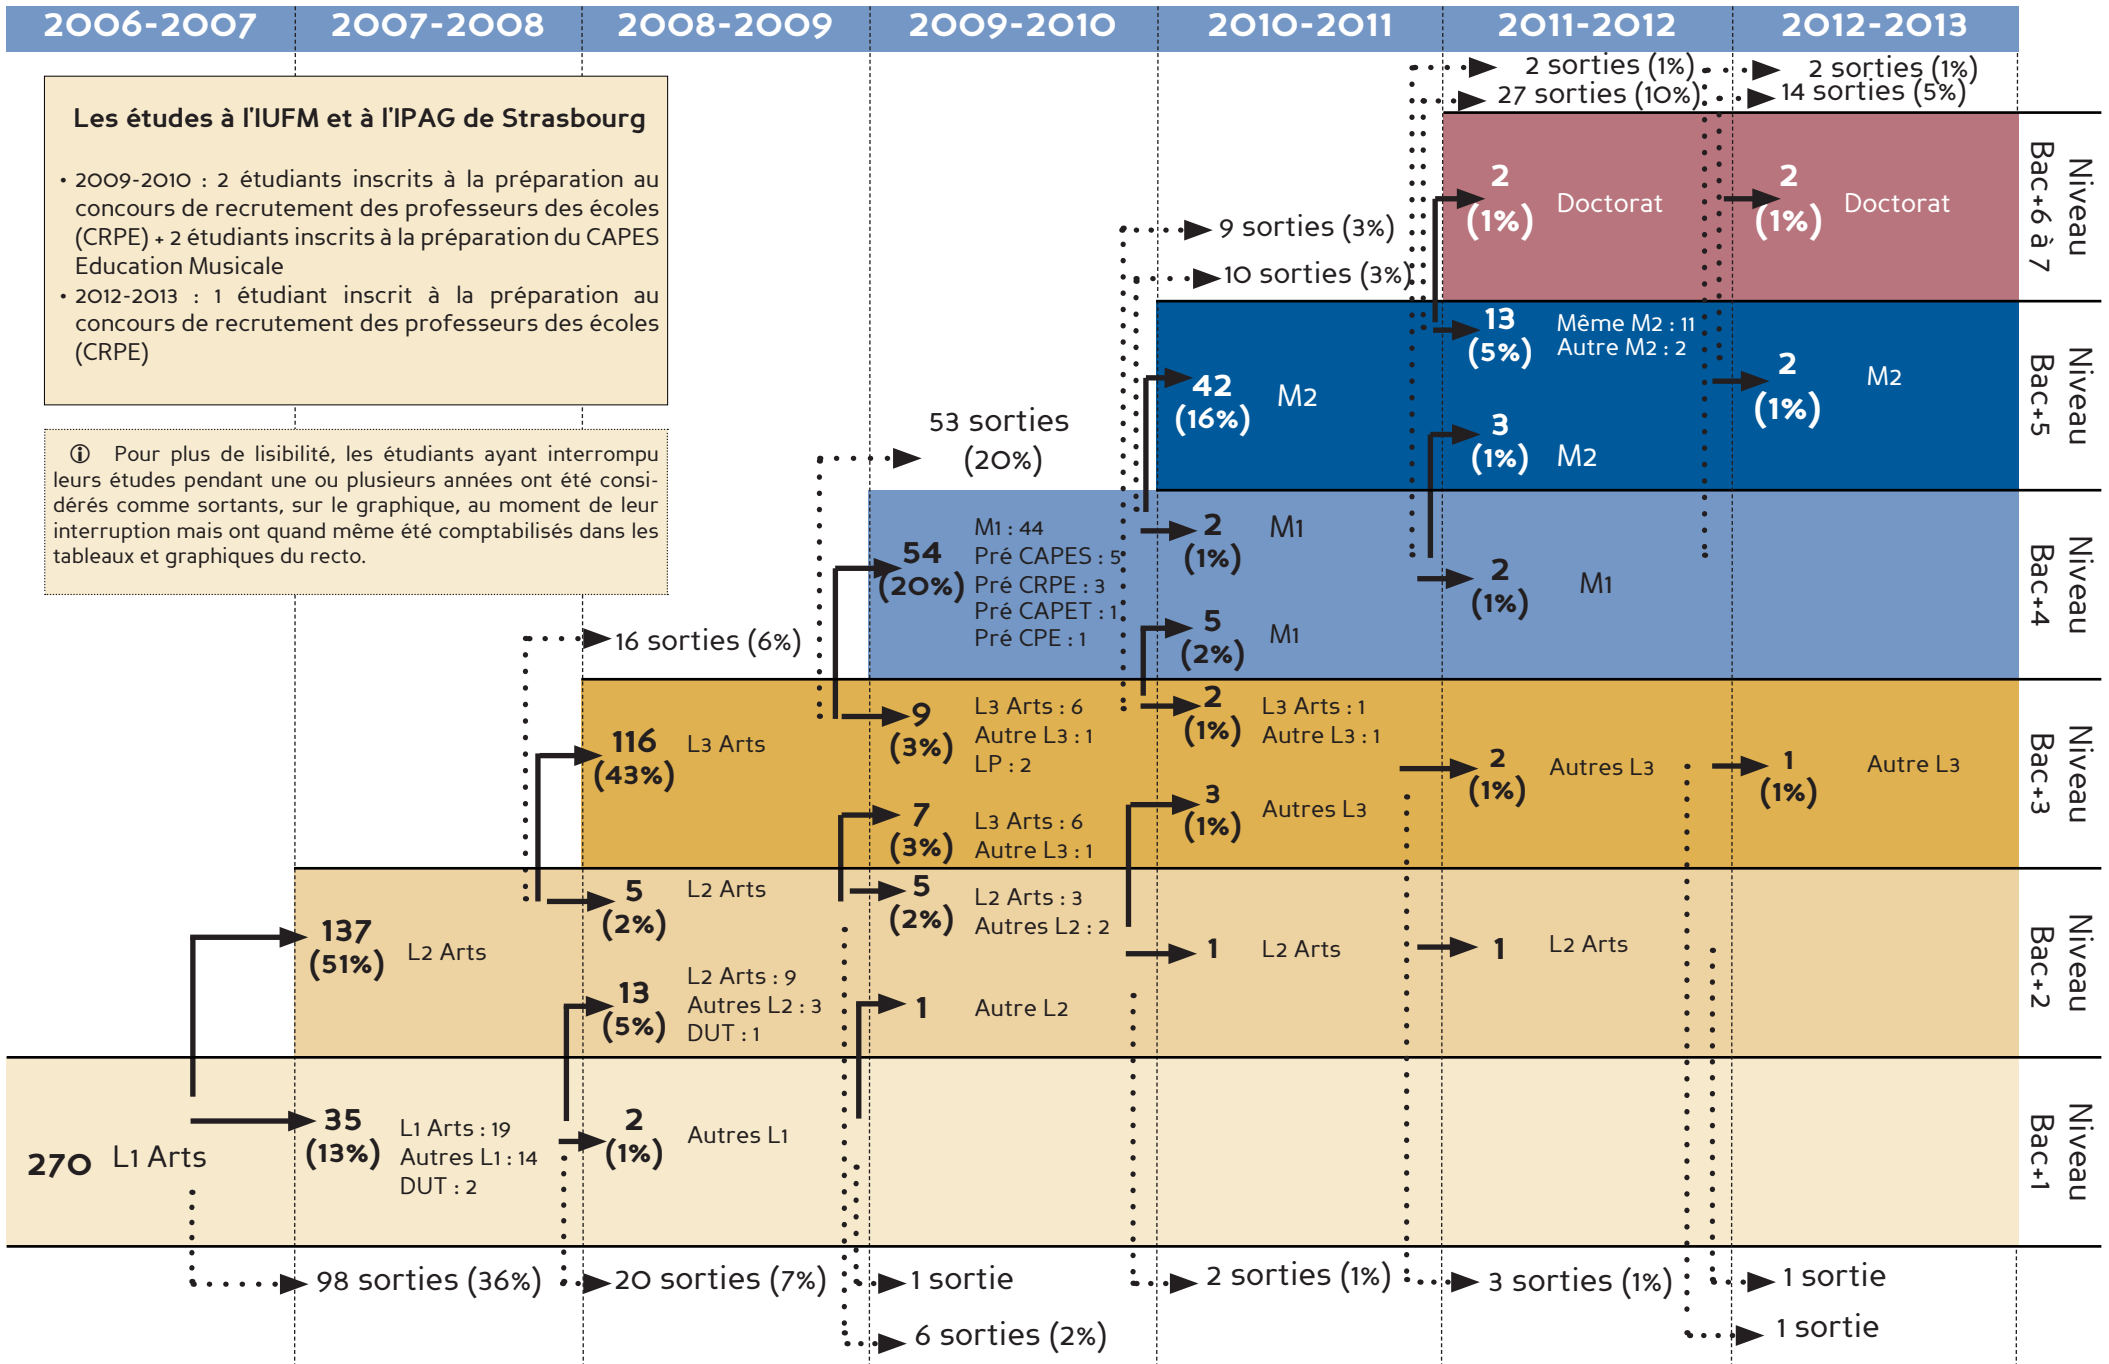 2006-2007 2007-2008 2008-2009 2009-2010 2010-2011 2011-2012 2012-2013
Les études à l'IUFM et à l'IPAG de Strasbourg
• 2009-2010 : 2 étudiants inscrits à la préparation au
concours de recrutement des professeurs des écoles
(CRPE) + 2 étudiants inscrits à la préparation du CAPES
Education Musicale
• 2012-2013 : 1 étudiant inscrit à la préparation au
concours de recrutement des professeurs des écoles
(CRPE)
ⓘ Pour plus de lisibilité, les étudiants ayant interrompu
leurs études pendant une ou plusieurs années ont été consi-
dérés comme sortants, sur le graphique, au moment de leur
interruption mais ont quand même été comptabilisés dans les
tableaux et graphiques du recto.
270 L1 Arts
137
(51%)
L2 Arts
35
(13%)
L1 Arts : 19
Autres L1 : 14
DUT : 2
98 sorties (36%)
16 sorties (6%)
116
(43%)
L3 Arts
5
(2%)
L2 Arts
13
(5%)
L2 Arts : 9
Autres L2 : 3
DUT : 1
2
(1%)
Autres L1
20 sorties (7%)
53 sorties
(20%)
54
(20%)
M1 : 44
Pré CAPES : 5
Pré CRPE : 3
Pré CAPET : 1
Pré CPE : 1
9
(3%)
L3 Arts : 6
Autre L3 : 1
LP : 2
7
(3%)
L3 Arts : 6
Autre L3 : 1
5
(2%)
L2 Arts : 3
Autres L2 : 2
1
Autre L2
1 sortie
6 sorties (2%)
9 sorties (3%)
10 sorties (3%)
42
(16%)
M2
2
(1%)
M1
5
(2%)
M1
2
(1%)
L3 Arts : 1
Autre L3 : 1
3
(1%)
Autres L3
1
L2 Arts
2 sorties (1%)
2 sorties (1%)
27 sorties (10%)
2
(1%)
Doctorat
13
(5%)
Même M2 : 11
Autre M2 : 2
3
(1%)
M2
2
(1%)
M1
2
(1%)
Autres L3
1
L2 Arts
3 sorties (1%)
2 sorties (1%)
14 sorties (5%)
2
(1%)
Doctorat
2
(1%)
M2
1
(1%)
Autre L3
1 sortie
1 sortie
Niveau
Bac+6 à 7
Niveau
Bac+5
Niveau
Bac+4
Niveau
Bac+3
Niveau
Bac+2
Niveau
Bac+1